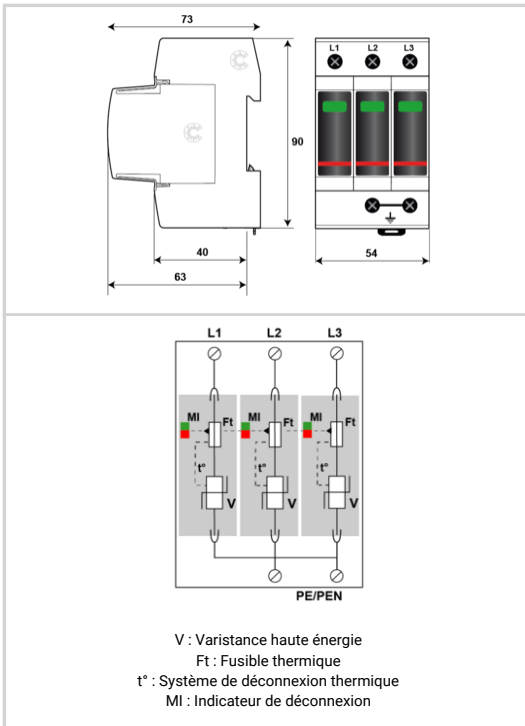 73
L1 L2 L3
90
40
63
54
L1 L2 L3
MI Ft MI Ft MI Ft
t° t° t°
V V V
PE/PEN
V : Varistance haute énergie
Ft : Fusible thermique
t° : Système de déconnexion thermique
MI : Indicateur de déconnexion